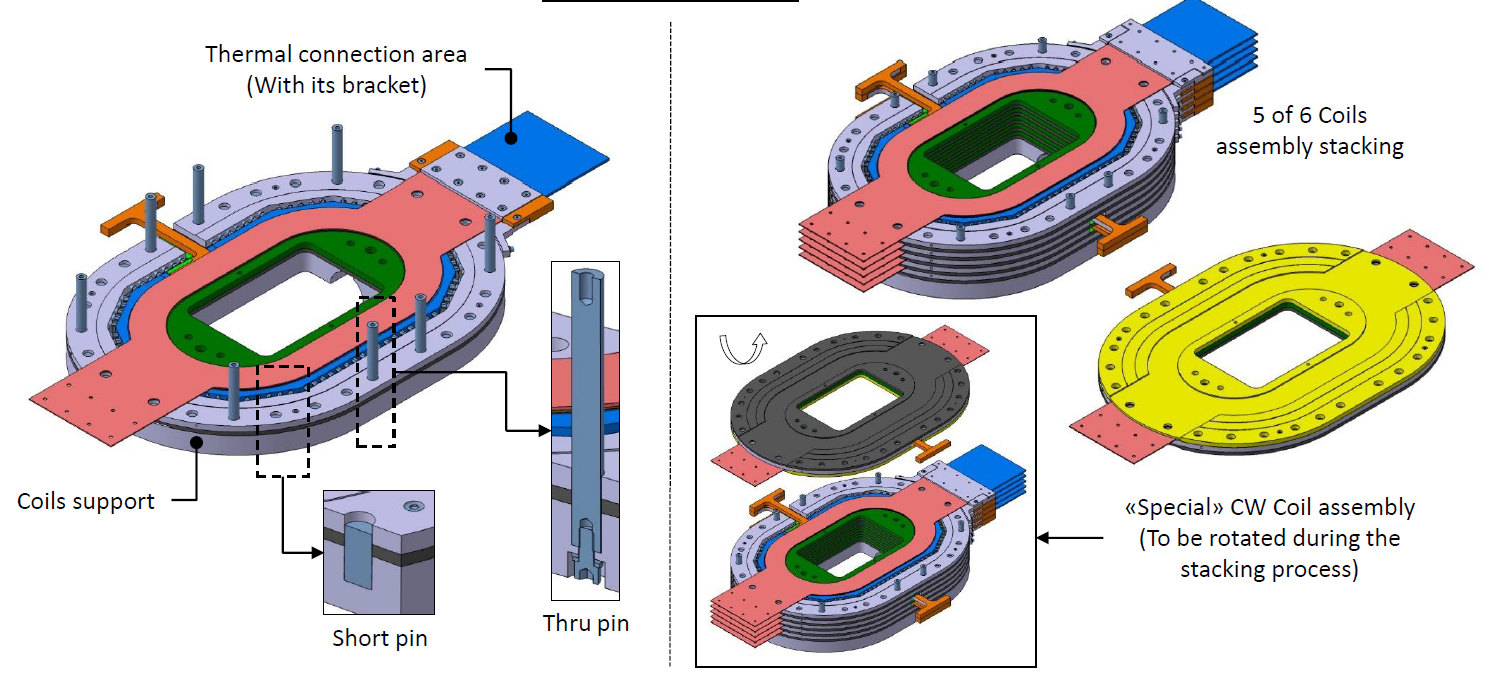 Thermal connection area
(With its bracket)
Coils support
Short pin
Thru pin
5 of 6 Coils
assembly stacking
«Special» CW Coil assembly
(To be rotated during the
stacking process)